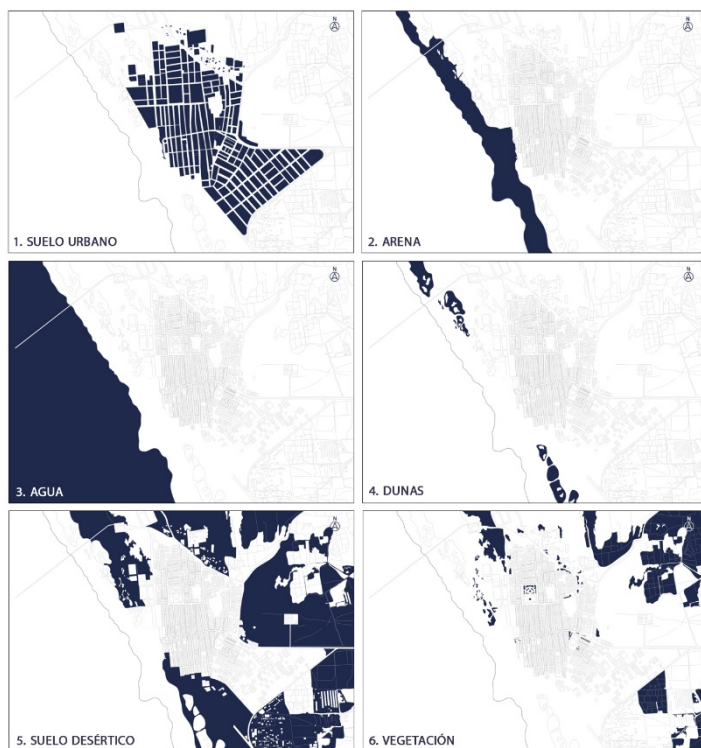 N
1. SUELO URBANO
N
2. ARENA
N
3. AGUA
N
4. DUNAS
N
5. SUELO DESÉRTICO
N
6. VEGETACIÓN